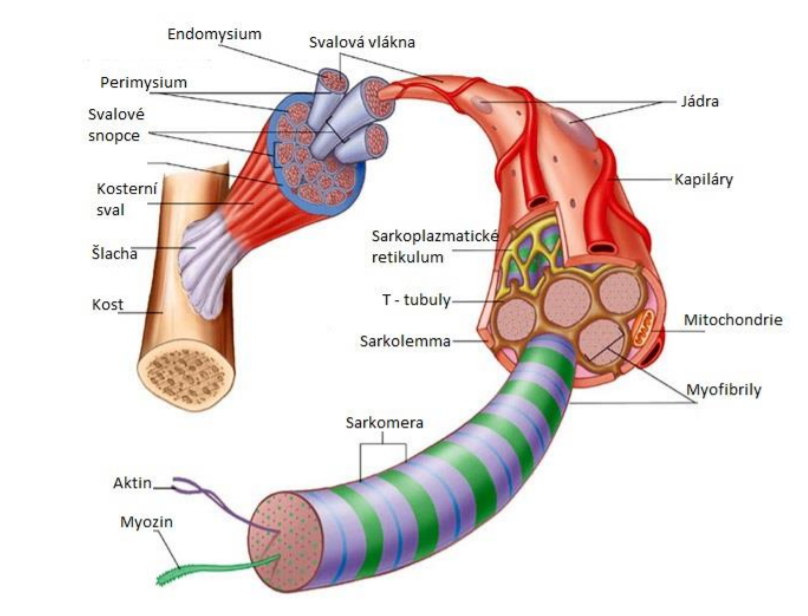 Endomysium
Svalová vlákna
Perimysium
Svalové
snopce
Jádra
Kosterní
sval
Kapiláry
Šlacha
Sarkoplazmatické
retikulum
Kost
T - tubuly
Sarkolemma
Mitochondrie
Myofibrily
Sarkomera
Aktin
Myozin